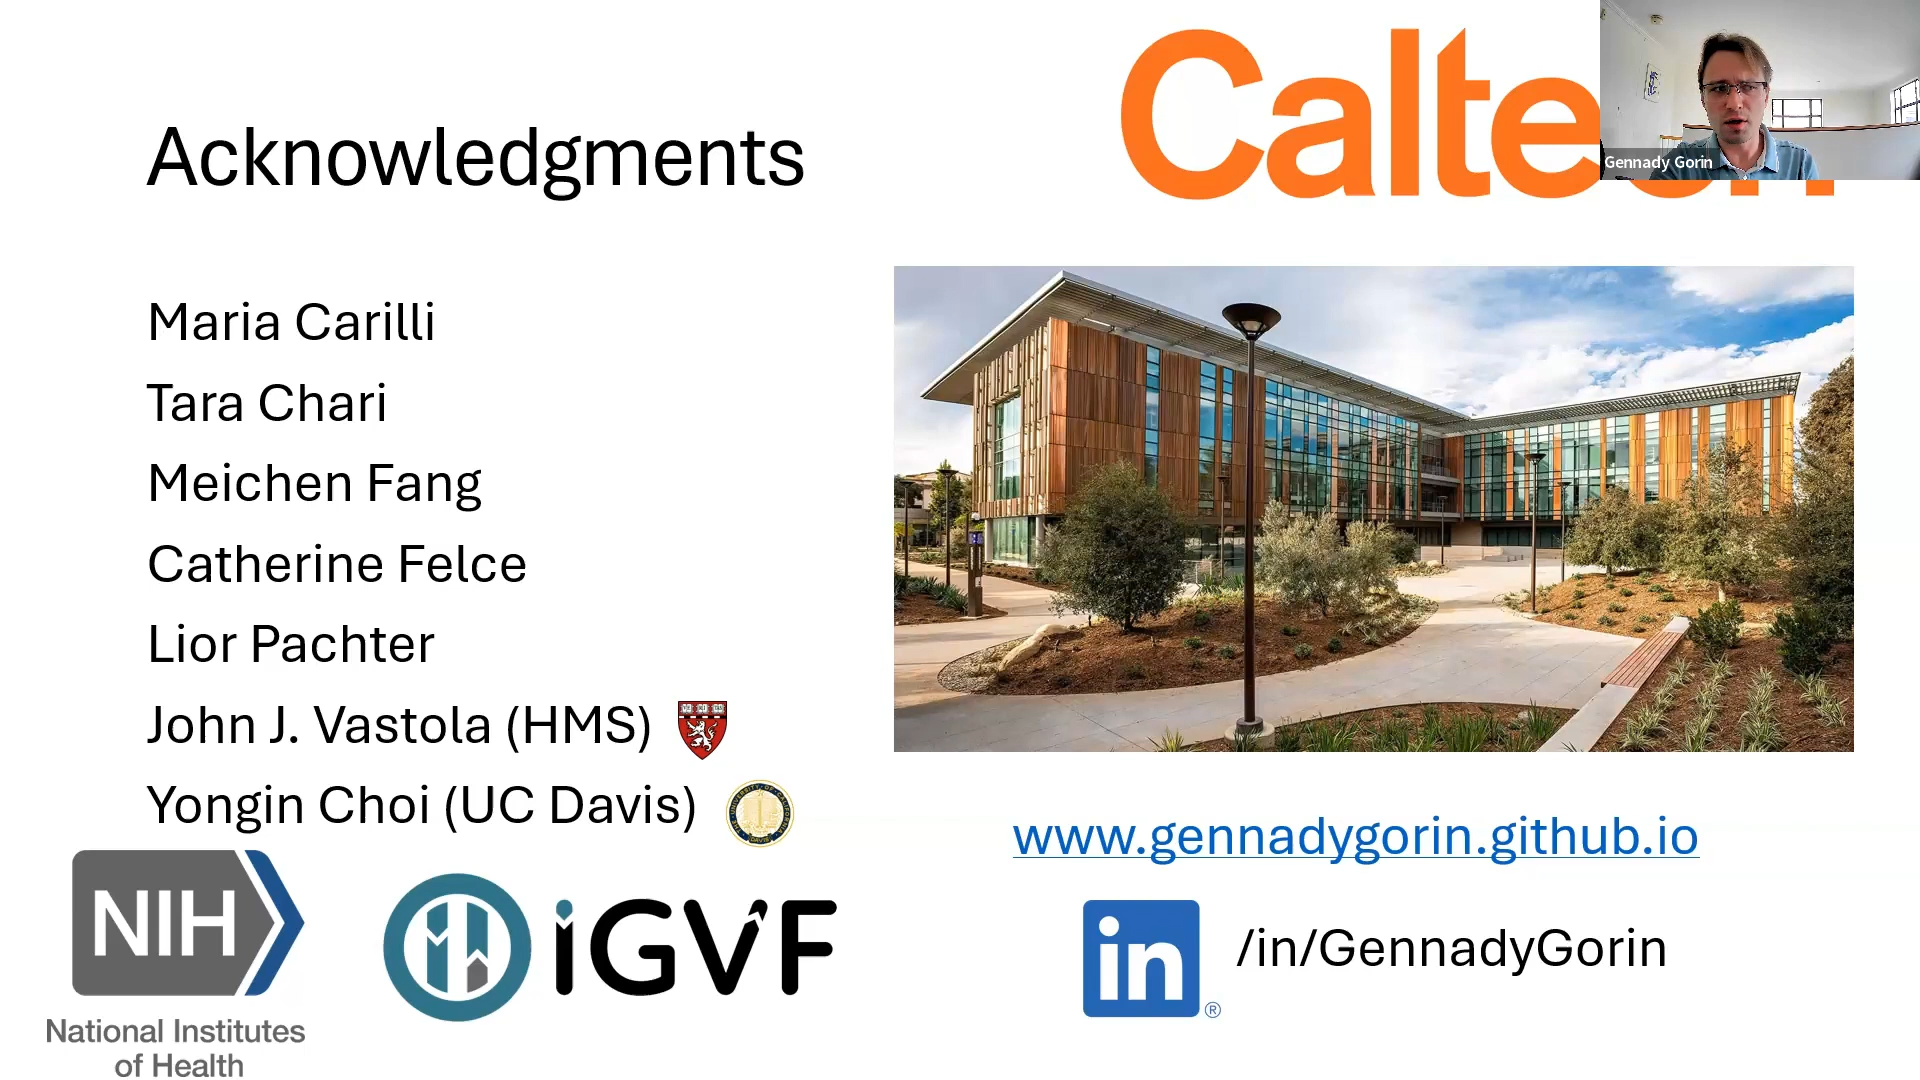 Caltech
Gennady Gorin
Acknowledgments
Maria Carilli
Tara Chari
Meichen Fang
Catherine Felce
Lior Pachter
John J. Vastola (HMS)
Yongin Choi (UC Davis)
www.gennadygorin.github.io
NIH
National Institutes
of Health
iGVF
in®
/in/GennadyGorin